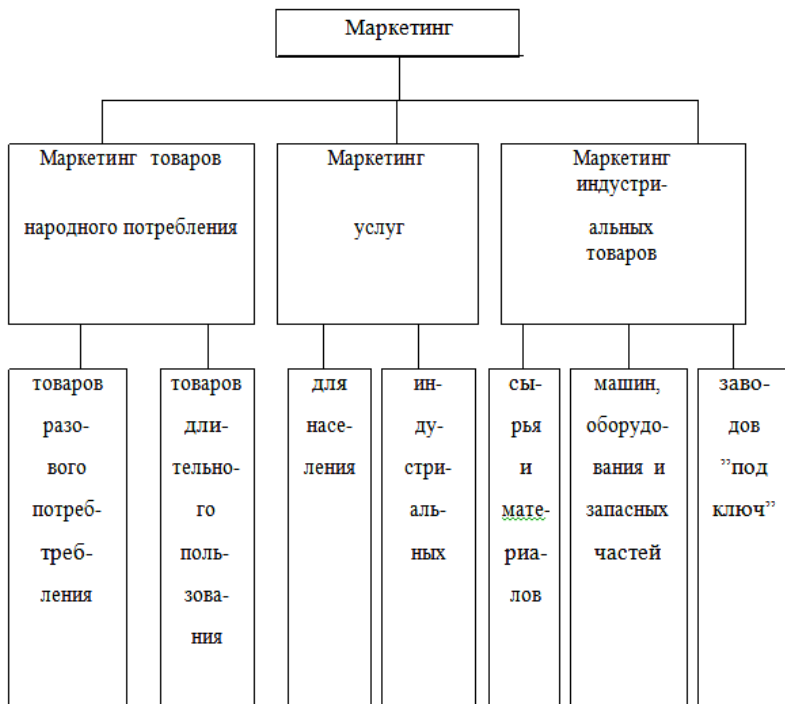 Маркетинг
Маркетинг товаров
народного потребления
Маркетинг
услуг
Маркетинг
индустри-
альных
товаров
товаров
разо-
вого
потреб-
треб-
ления
товаров
дли-
тельно-
го
поль-
зова-
ния
для
насе-
ления
ин-
ду-
стри-
аль-
ных
сы-
рья
и
мате-
риа-
лов
машин,
оборудо-
вания и
запасных
частей
заво-
дов
”под
ключ”